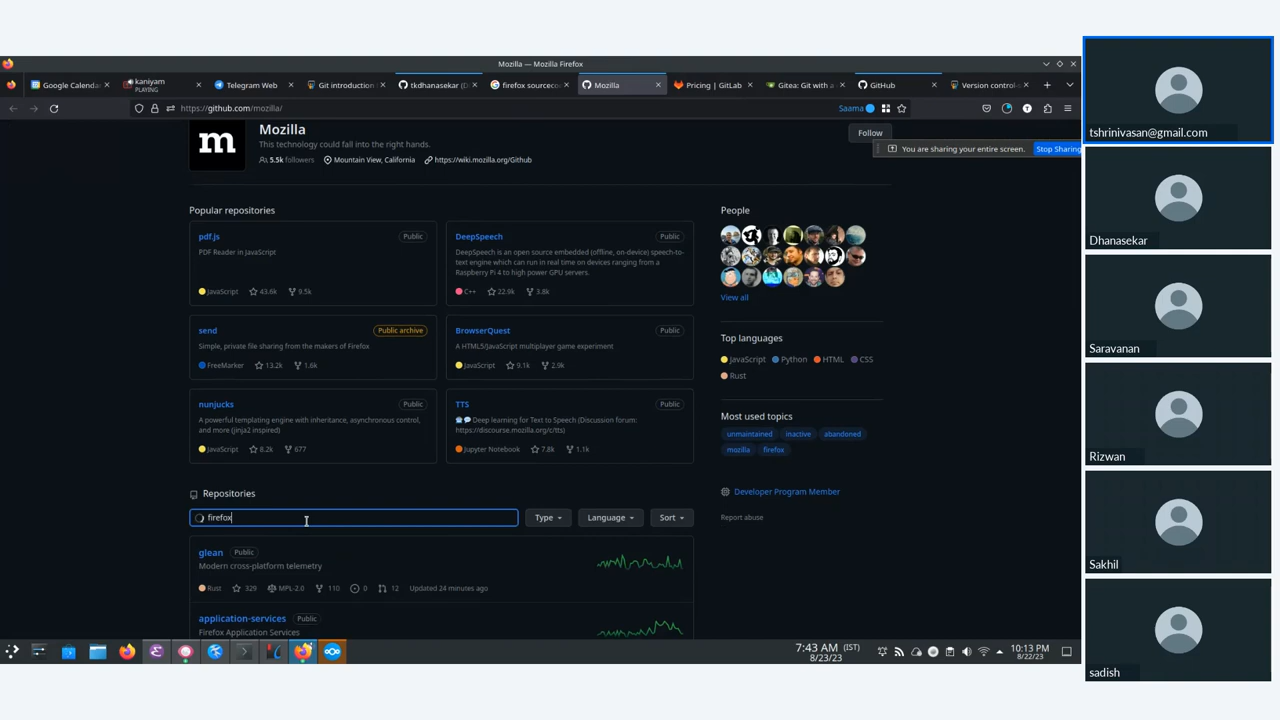 Mozilla — Mozilla Firefox
Google Calenda
kaniyam
PLAYING
Telegram Web
Git introduction
tkdhanasekar (D
firefox sourceco
Mozilla
Pricing | GitLab
Gitea: Git with a
GitHub
Version control
https://github.com/mozilla/
Saama
Mozilla
This technology could fall into the right hands.
5.5k followers
Mountain View, California
https://wiki.mozilla.org/Github
Follow
You are sharing your entire screen.
Stop Sharing
Popular repositories
pdf.js
Public
PDF Reader in JavaScript
JavaScript
43.6k
9.5k
DeepSpeech
Public
DeepSpeech is an open source embedded (offline, on-device) speech-to-
text engine which can run in real time on devices ranging from a
Raspberry Pi 4 to high power GPU servers.
C++
22.9k
3.8k
send
Public archive
Simple, private file sharing from the makers of Firefox
FreeMarker
13.2k
1.6k
BrowserQuest
Public
A HTML5/JavaScript multiplayer game experiment
JavaScript
9.1k
2.9k
nunjucks
Public
A powerful templating engine with inheritance, asynchronous control,
and more (jinja2 inspired)
JavaScript
8.2k
677
TTS
Public
Deep learning for Text to Speech (Discussion forum:
https://discourse.mozilla.org/c/tts)
Jupyter Notebook
7.8k
1.1k
Repositories
firefox
Type
Language
Sort
glean
Public
Modern cross-platform telemetry
Rust
329
MPL-2.0
110
0
12
Updated 24 minutes ago
application-services
Public
Firefox Application Services
People
View all
Top languages
JavaScript
Python
HTML
CSS
Rust
Most used topics
unmaintained
inactive
abandoned
mozilla
firefox
Developer Program Member
Report abuse
7:43 AM (IST)
8/23/23
10:13 PM
8/22/23
tshrinivasan@gmail.com
Dhanasekar
Saravanan
Rizwan
Sakhil
sadish